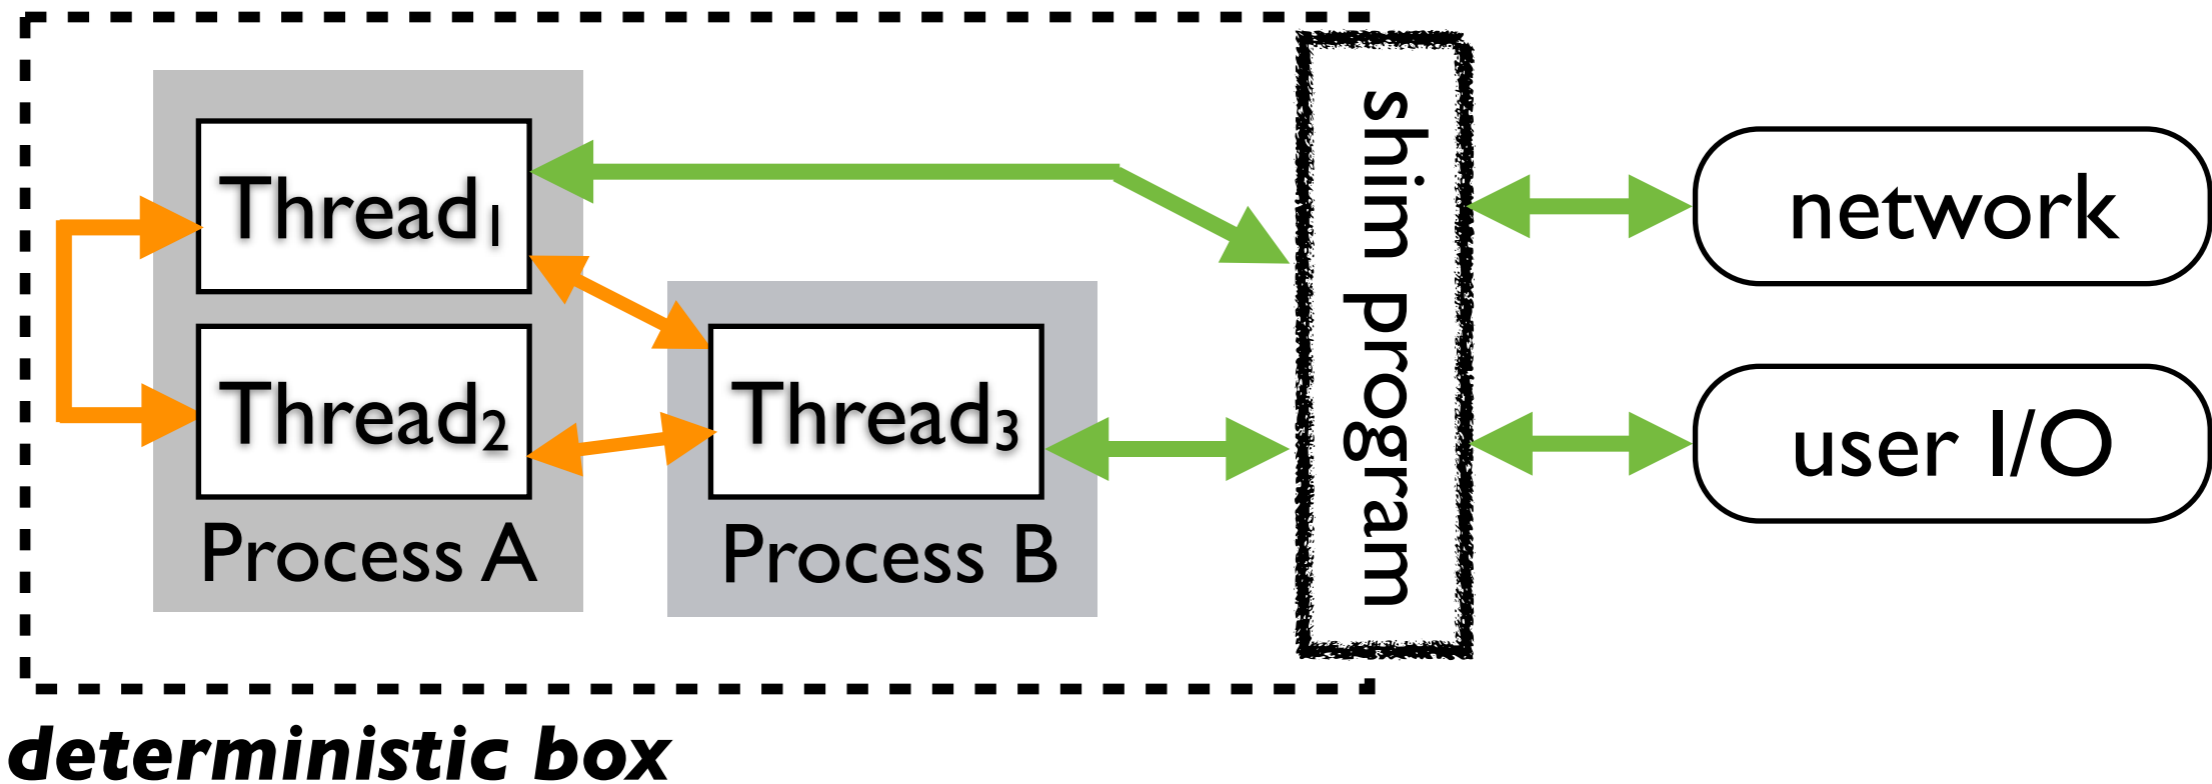 Thread1
Thread2
Process A
Thread3
Process B
shim program
network
user I/O
deterministic box